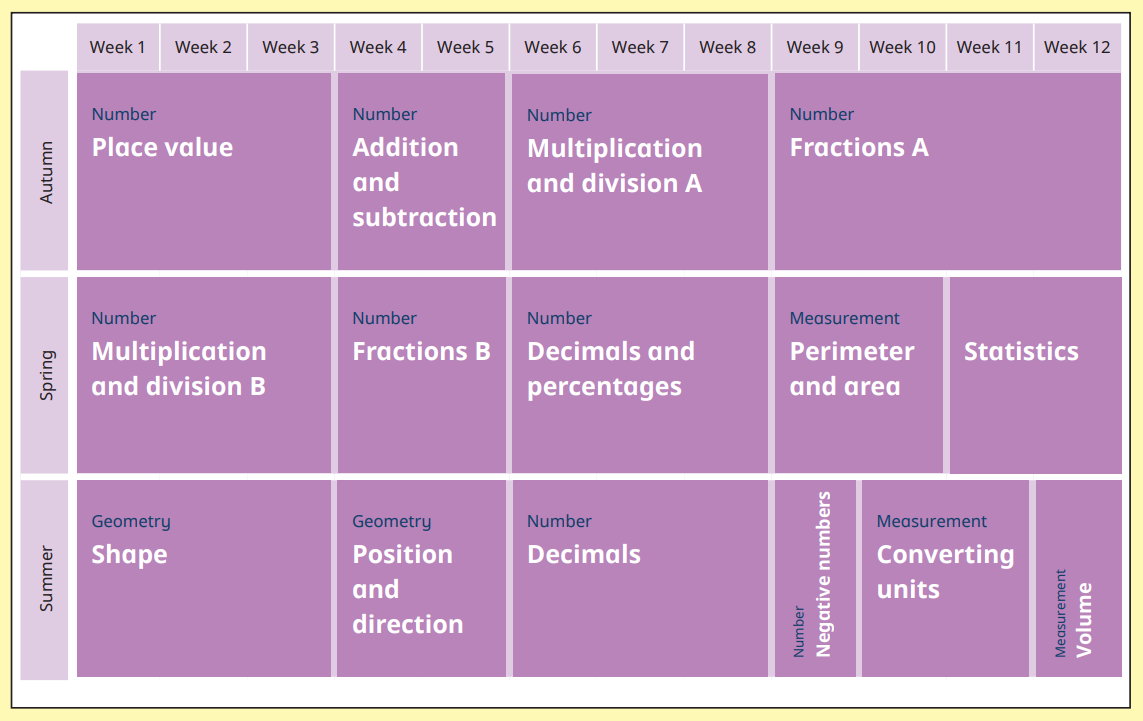 Week 1
Week 2
Week 3
Week 4
Week 5
Week 6
Week 7
Week 8
Week 9
Week 10
Week 11
Week 12
Autumn
Number
Place value
Number
Addition
and
subtraction
Number
Multiplication
and division A
Number
Fractions A
Spring
Number
Multiplication
and division B
Number
Fractions B
Number
Decimals and
percentages
Measurement
Perimeter
and area
Statistics
Summer
Geometry
Shape
Geometry
Position
and
direction
Number
Decimals
Number
Negative numbers
Measurement
Converting
units
Measurement
Volume